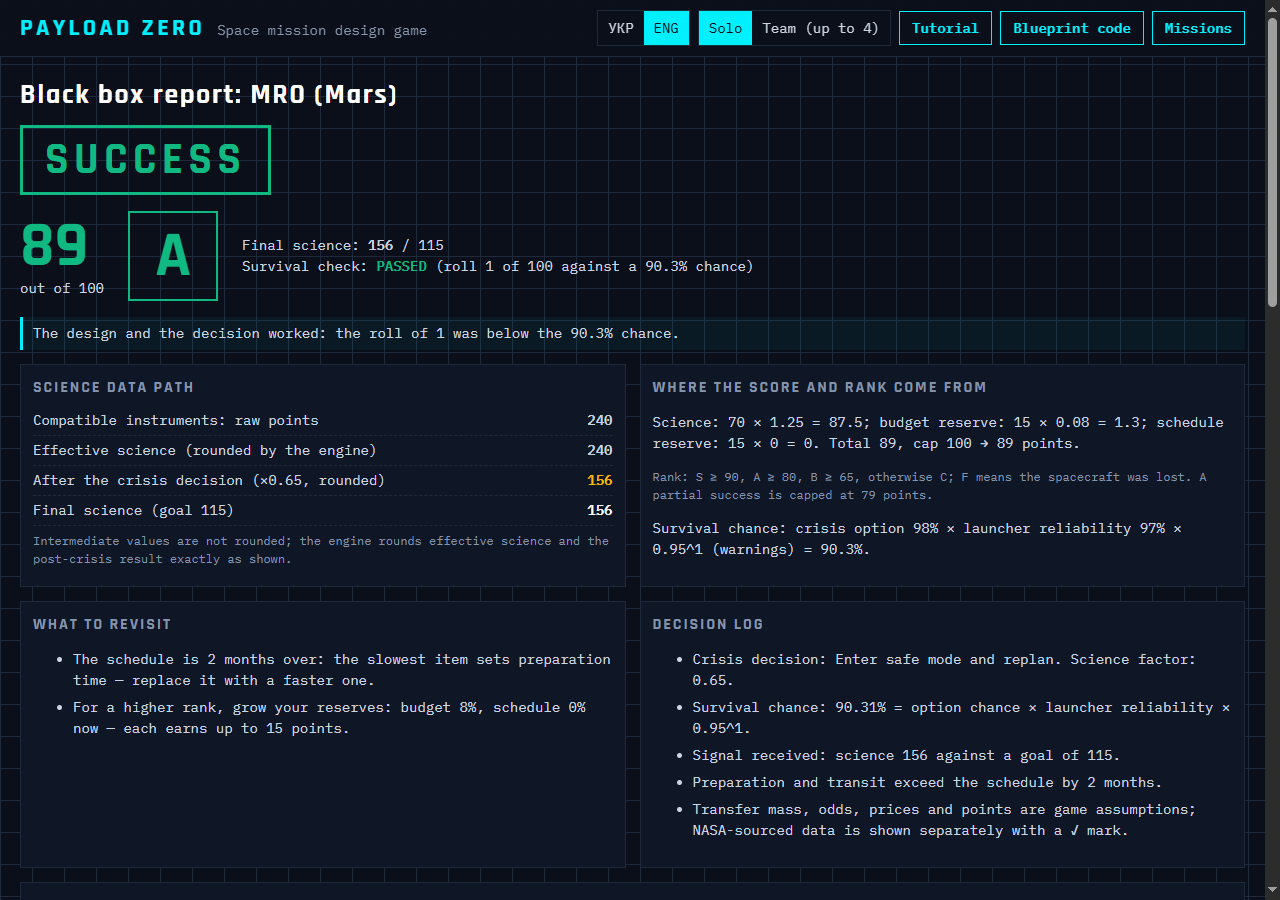 PAYLOAD ZERO Space mission design game УКР ENG Solo Team (up to 4) Tutorial Blueprint code Missions
Black box report: MRO (Mars)
SUCCESS
89
out of 100
A
Final science: 156 / 115
Survival check: PASSED (roll 1 of 100 against a 90.3% chance)
The design and the decision worked: the roll of 1 was below the 90.3% chance.
SCIENCE DATA PATH
Compatible instruments: raw points 240
Effective science (rounded by the engine) 240
After the crisis decision (×0.65, rounded) 156
Final science (goal 115) 156
Intermediate values are not rounded; the engine rounds effective science and the
post-crisis result exactly as shown.
WHERE THE SCORE AND RANK COME FROM
Science: 70 × 1.25 = 87.5; budget reserve: 15 × 0.08 = 1.3; schedule
reserve: 15 × 0 = 0. Total 89, cap 100 → 89 points.
Rank: S ≥ 90, A ≥ 80, B ≥ 65, otherwise C; F means the spacecraft was lost. A
partial success is capped at 79 points.
Survival chance: crisis option 98% × launcher reliability 97% ×
0.95^1 (warnings) = 90.3%.
WHAT TO REVISIT
• The schedule is 2 months over: the slowest item sets preparation
time — replace it with a faster one.
• For a higher rank, grow your reserves: budget 8%, schedule 0%
now — each earns up to 15 points.
DECISION LOG
• Crisis decision: Enter safe mode and replan. Science factor:
0.65.
• Survival chance: 90.31% = option chance × launcher reliability ×
0.95^1.
• Signal received: science 156 against a goal of 115.
• Preparation and transit exceed the schedule by 2 months.
• Transfer mass, odds, prices and points are game assumptions;
NASA-sourced data is shown separately with a ✓ mark.